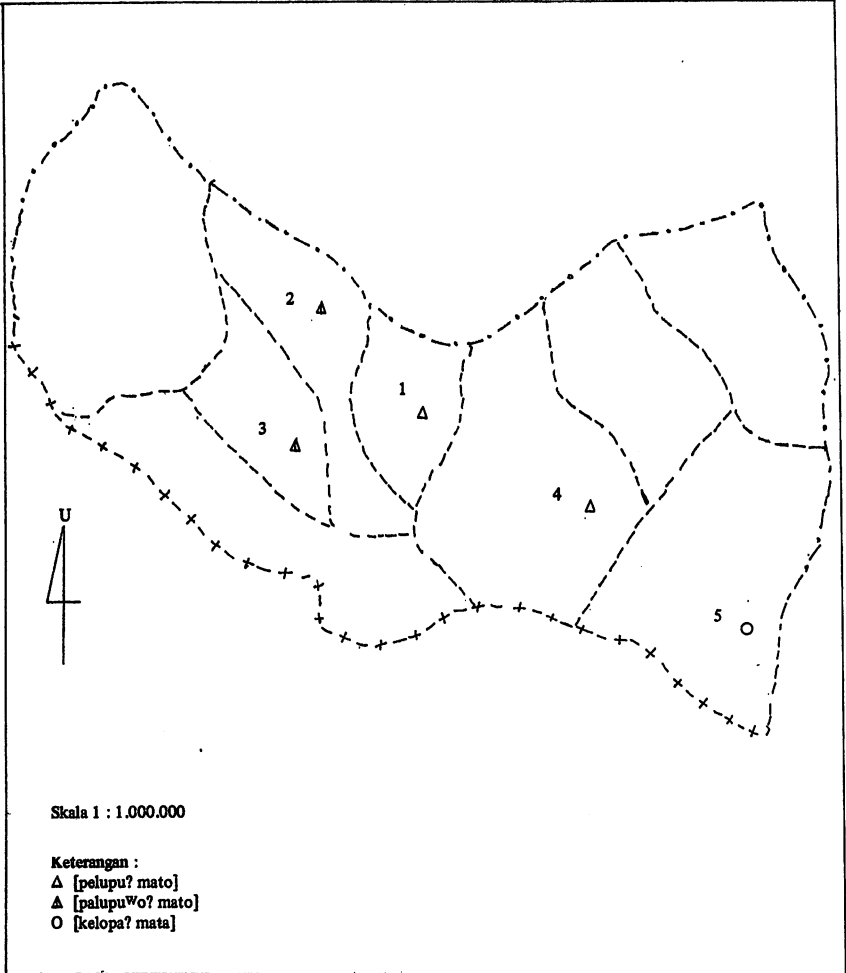 2
1
3
4
U
5
Skala 1 : 1.000.000
Keterangan :
△ [pelupu? mato]
◮ [palupuᵂo? mato]
O [kelopa? mata]